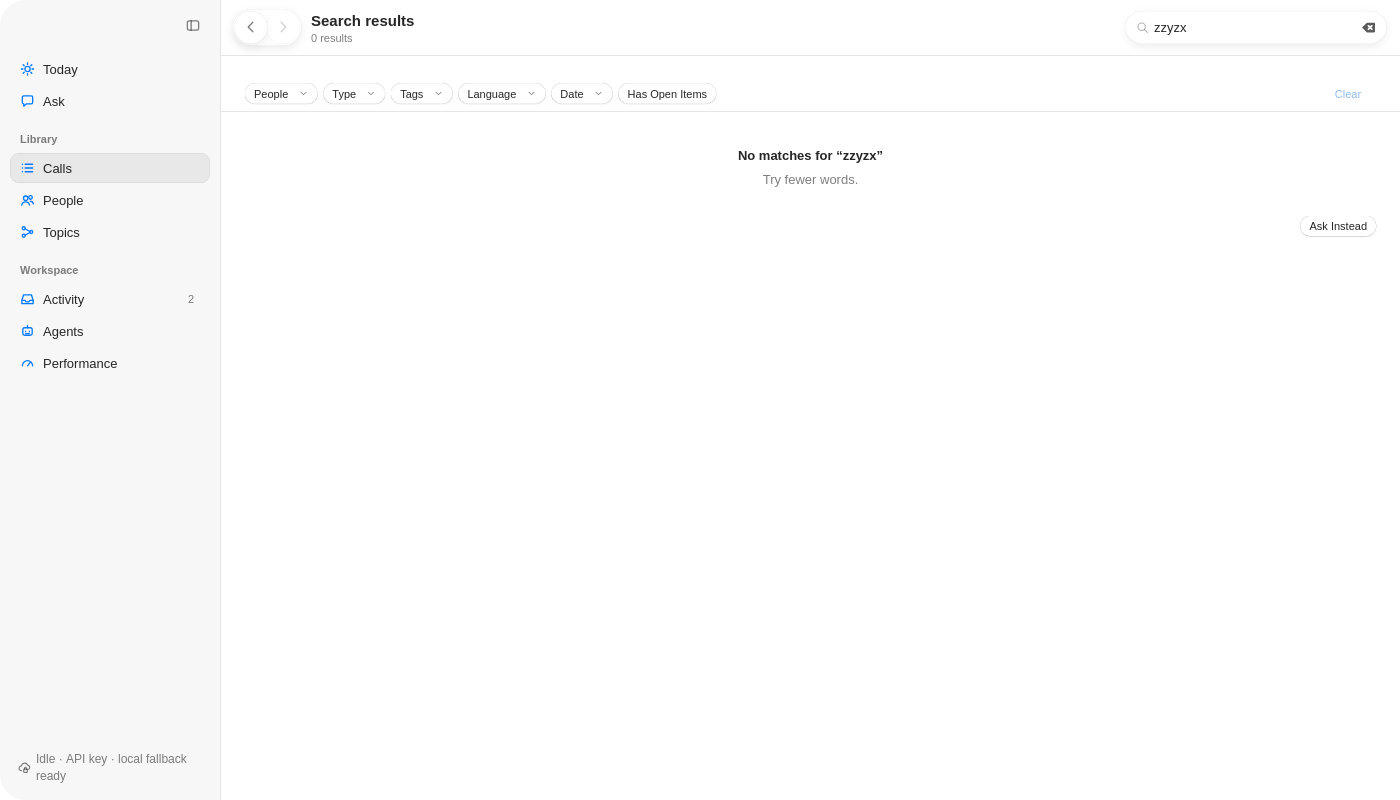 Search results
0 results
zzyzx
Today
Ask
Library
Calls
People
Topics
Workspace
Activity 2
Agents
Performance
Idle · API key · local fallback
ready
People Type Tags Language Date Has Open Items Clear
No matches for “zzyzx”
Try fewer words.
Ask Instead